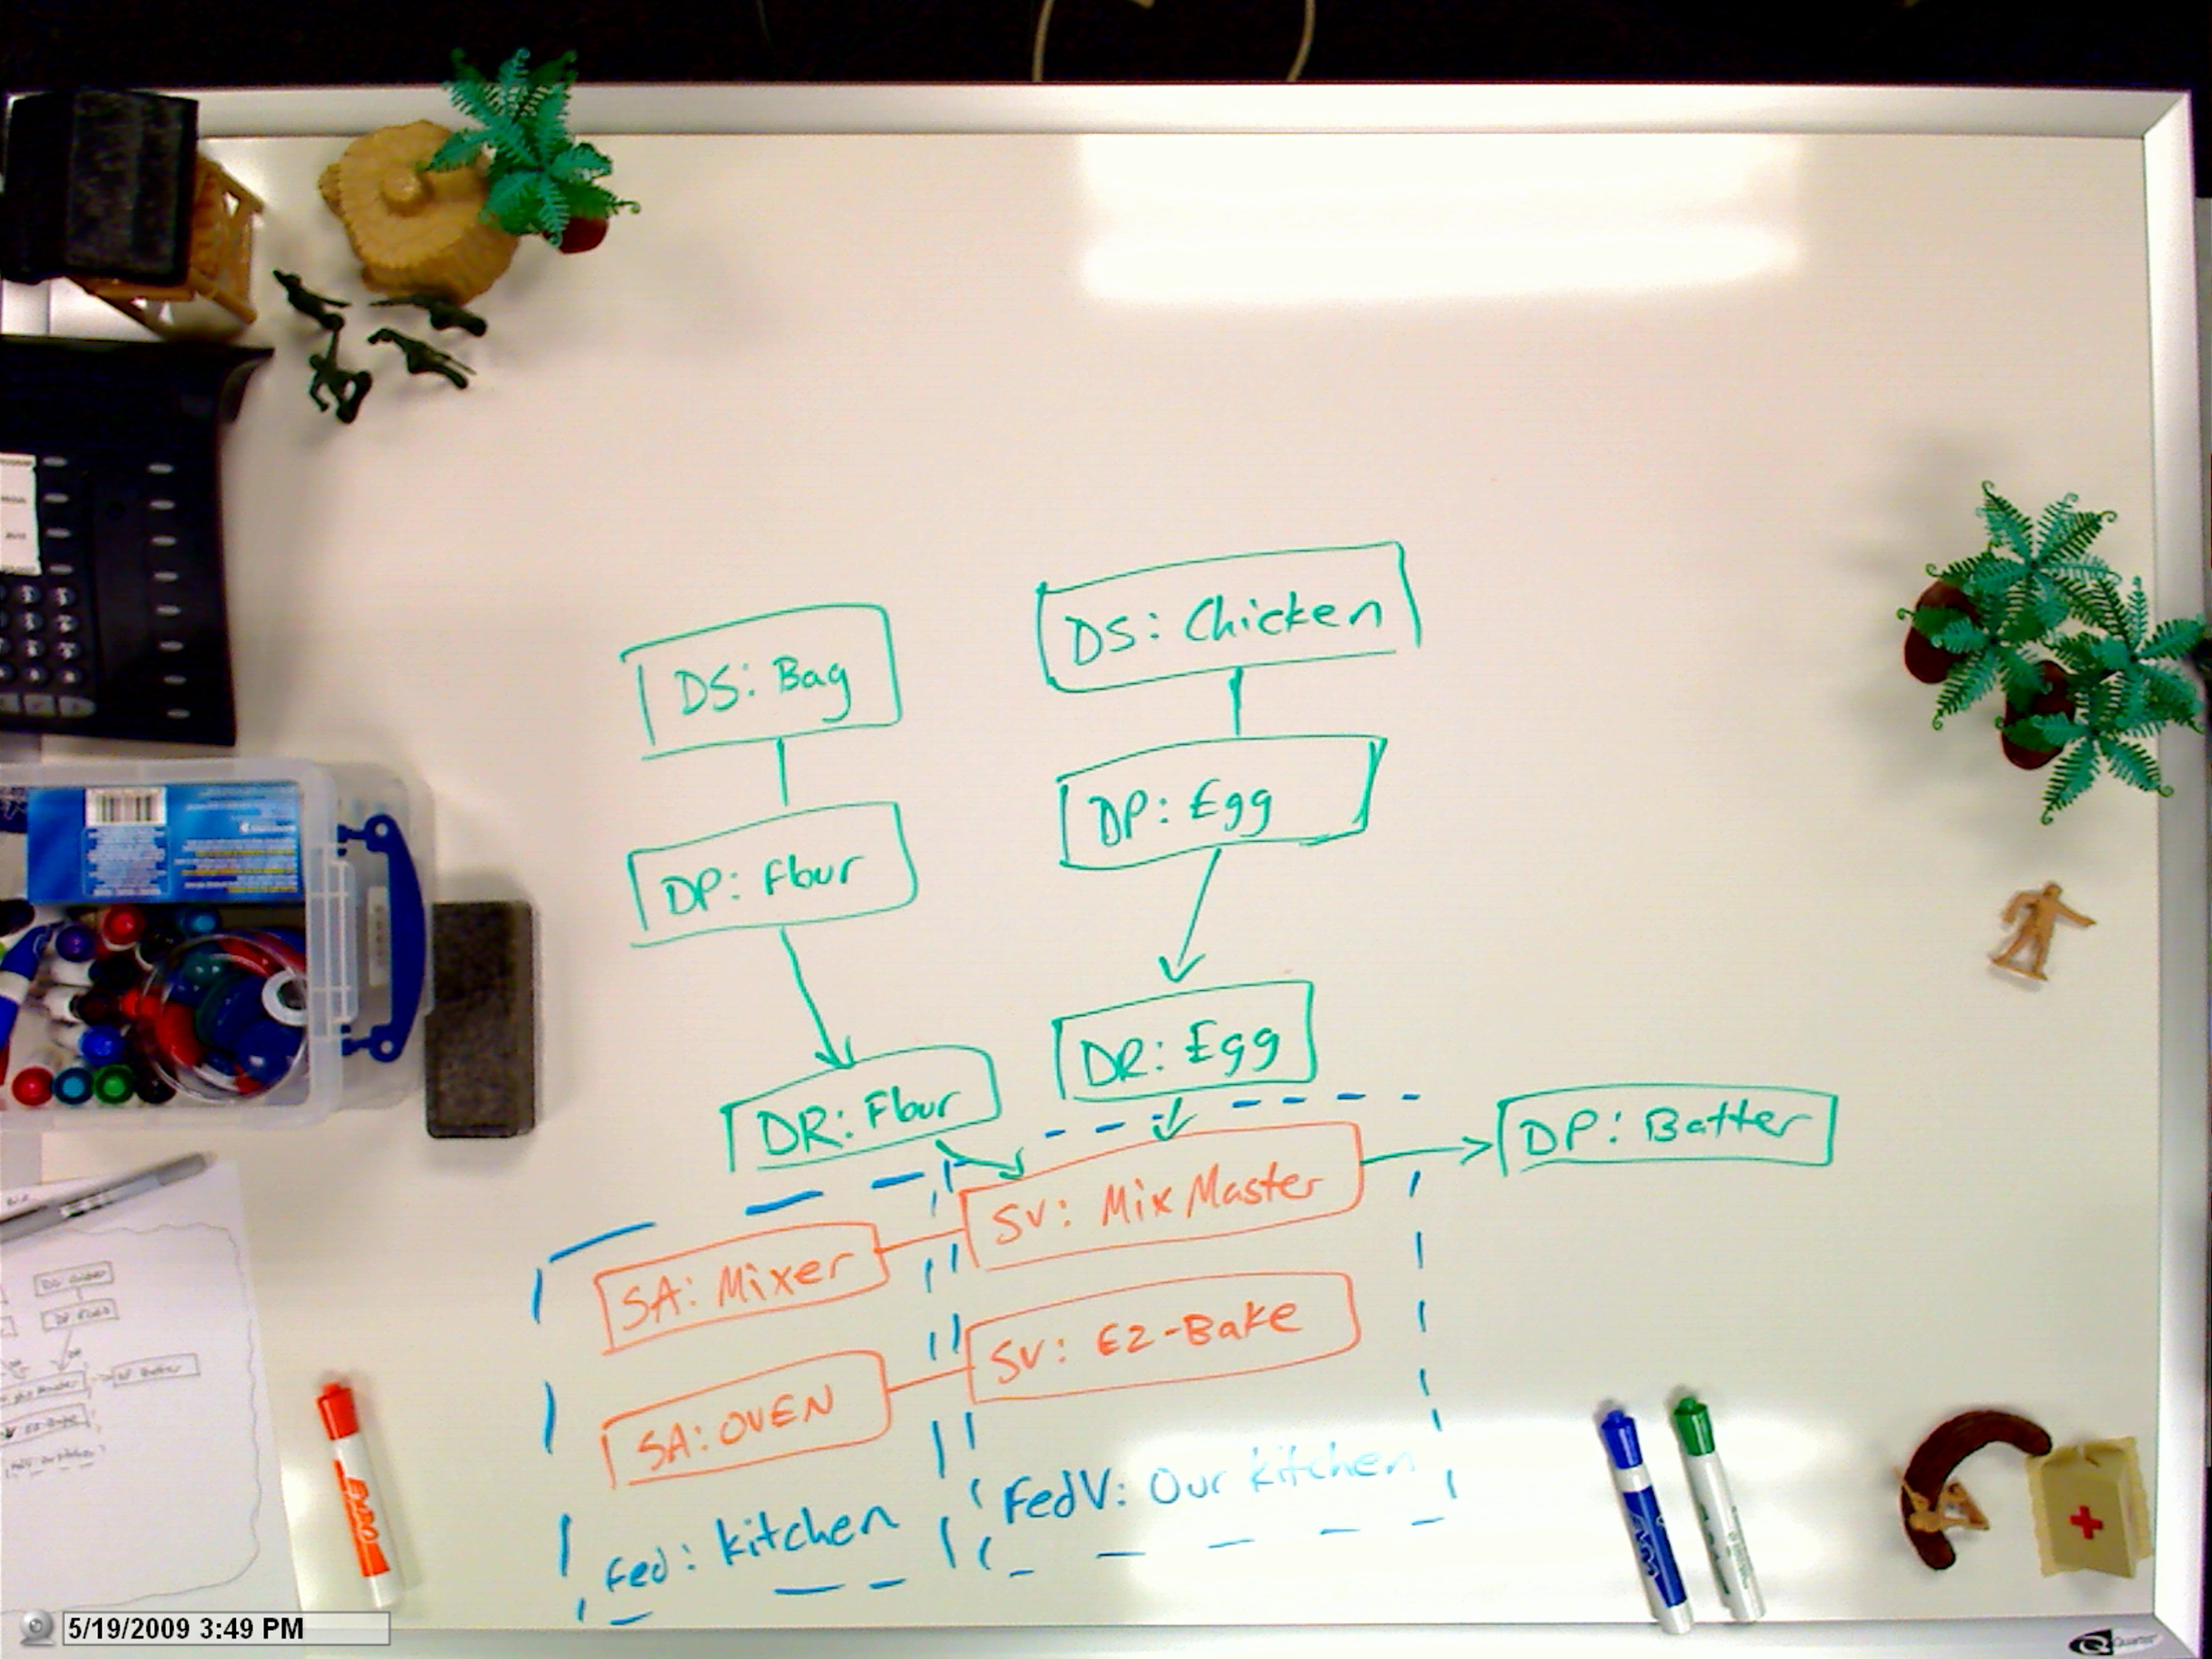 DS: Chicken
DS: Bag
DP: Egg
DP: Flour
DR: Egg
DR: Flour
DP: Batter
SV: Mix Master
SA: Mixer
SV: EZ-Bake
SA: OVEN
FedV: Our kitchen
Fed: kitchen
EXPO
5/19/2009 3:49 PM
Quartet